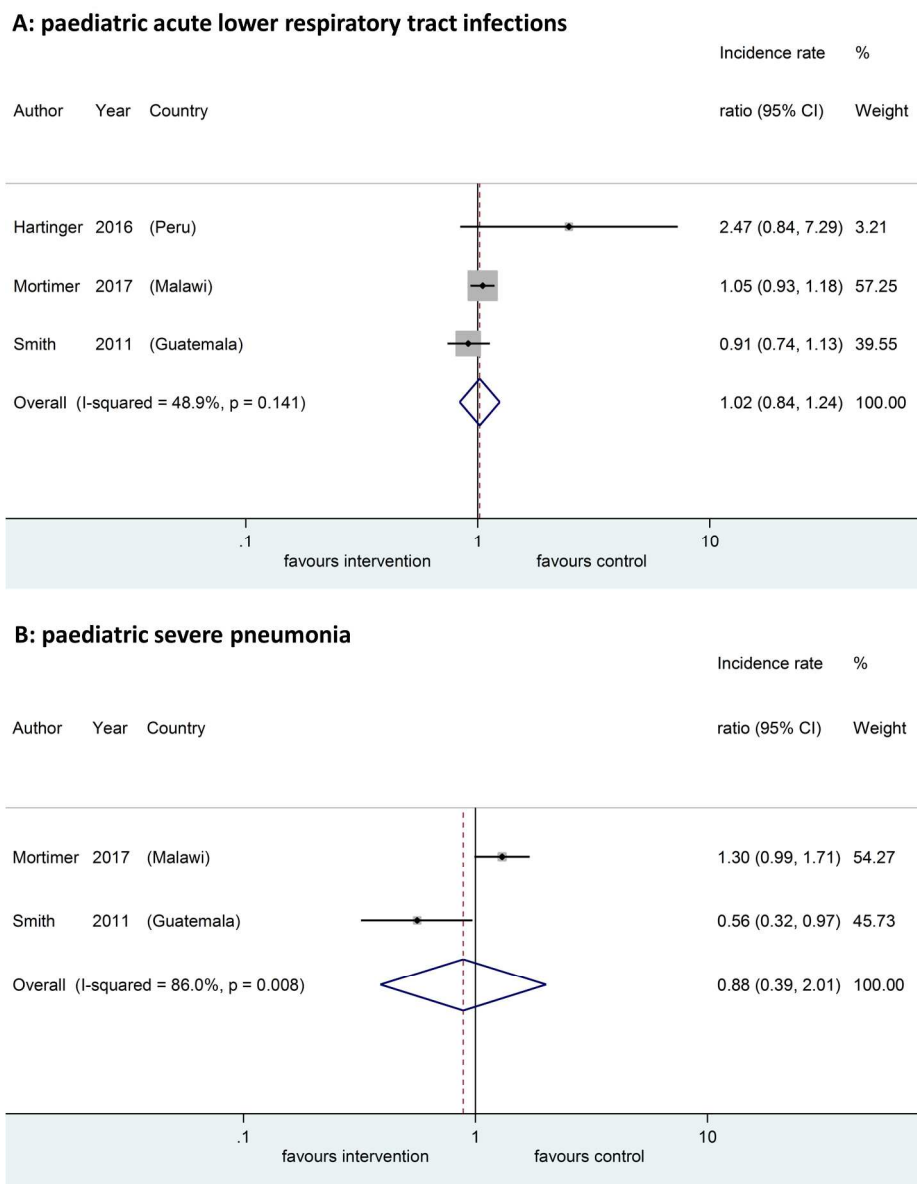 A: paediatric acute lower respiratory tract infections
Incidence rate %
Author Year Country ratio (95% CI) Weight
Hartinger 2016 (Peru) 2.47 (0.84, 7.29) 3.21
Mortimer 2017 (Malawi) 1.05 (0.93, 1.18) 57.25
Smith 2011 (Guatemala) 0.91 (0.74, 1.13) 39.55
Overall (I-squared = 48.9%, p = 0.141) 1.02 (0.84, 1.24) 100.00
.1 1 10
favours intervention favours control
B: paediatric severe pneumonia
Incidence rate %
Author Year Country ratio (95% CI) Weight
Mortimer 2017 (Malawi) 1.30 (0.99, 1.71) 54.27
Smith 2011 (Guatemala) 0.56 (0.32, 0.97) 45.73
Overall (I-squared = 86.0%, p = 0.008) 0.88 (0.39, 2.01) 100.00
.1 1 10
favours intervention favours control